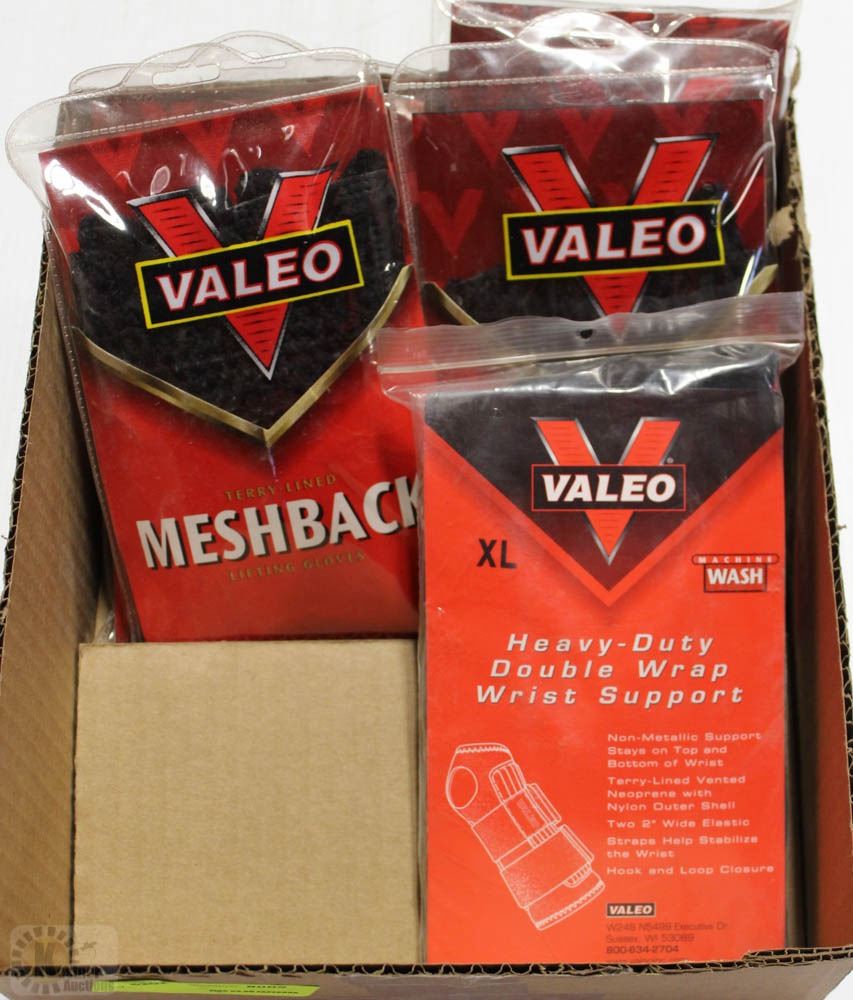 VALEO
VALEO
TERRY-LINED
MESHBACK
LIFTING GLOVES
VALEO
XL
MACHINE
WASH
Heavy-Duty
Double Wrap
Wrist Support
Non-Metallic Support
Stays on Top and
Bottom of Wrist
Terry-Lined Vented
Neoprene with
Nylon Outer Shell
Two 2" Wide Elastic
Straps Help Stabilize
the Wrist
Hook and Loop Closure
VALEO
W248 N5499 Executive Dr.
Sussex, WI 53089
800-634-2704
Auctions